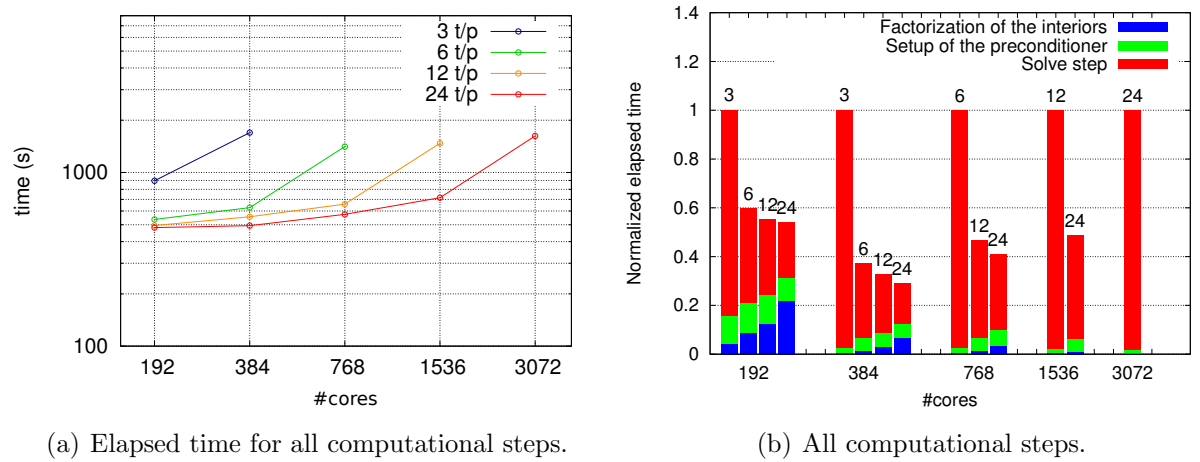 3 t/p
6 t/p
12 t/p
24 t/p
1000
100
time (s)
192 384 768 1536 3072
#cores
(a) Elapsed time for all computational steps.
Factorization of the interiors
Setup of the preconditioner
Solve step
1.4
1.2
1
0.8
0.6
0.4
0.2
0
Normalized elapsed time
3 6 12 24
3 6 12 24
6 12 24
12 24
24
192 384 768 1536 3072
#cores
(b) All computational steps.